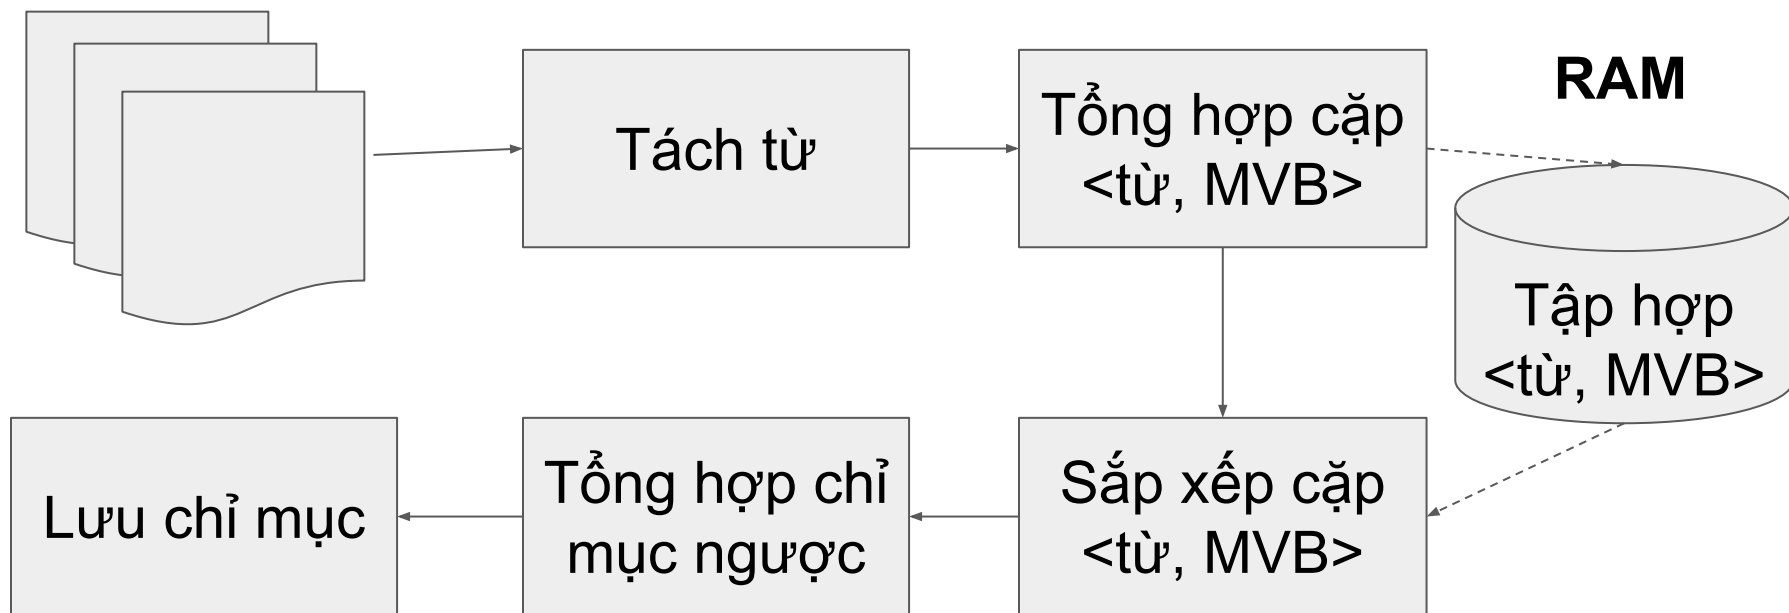 Tách từ
Tổng hợp cặp
<từ, MVB>
RAM
Tập hợp
<từ, MVB>
Sắp xếp cặp
<từ, MVB>
Tổng hợp chỉ
mục ngược
Lưu chỉ mục